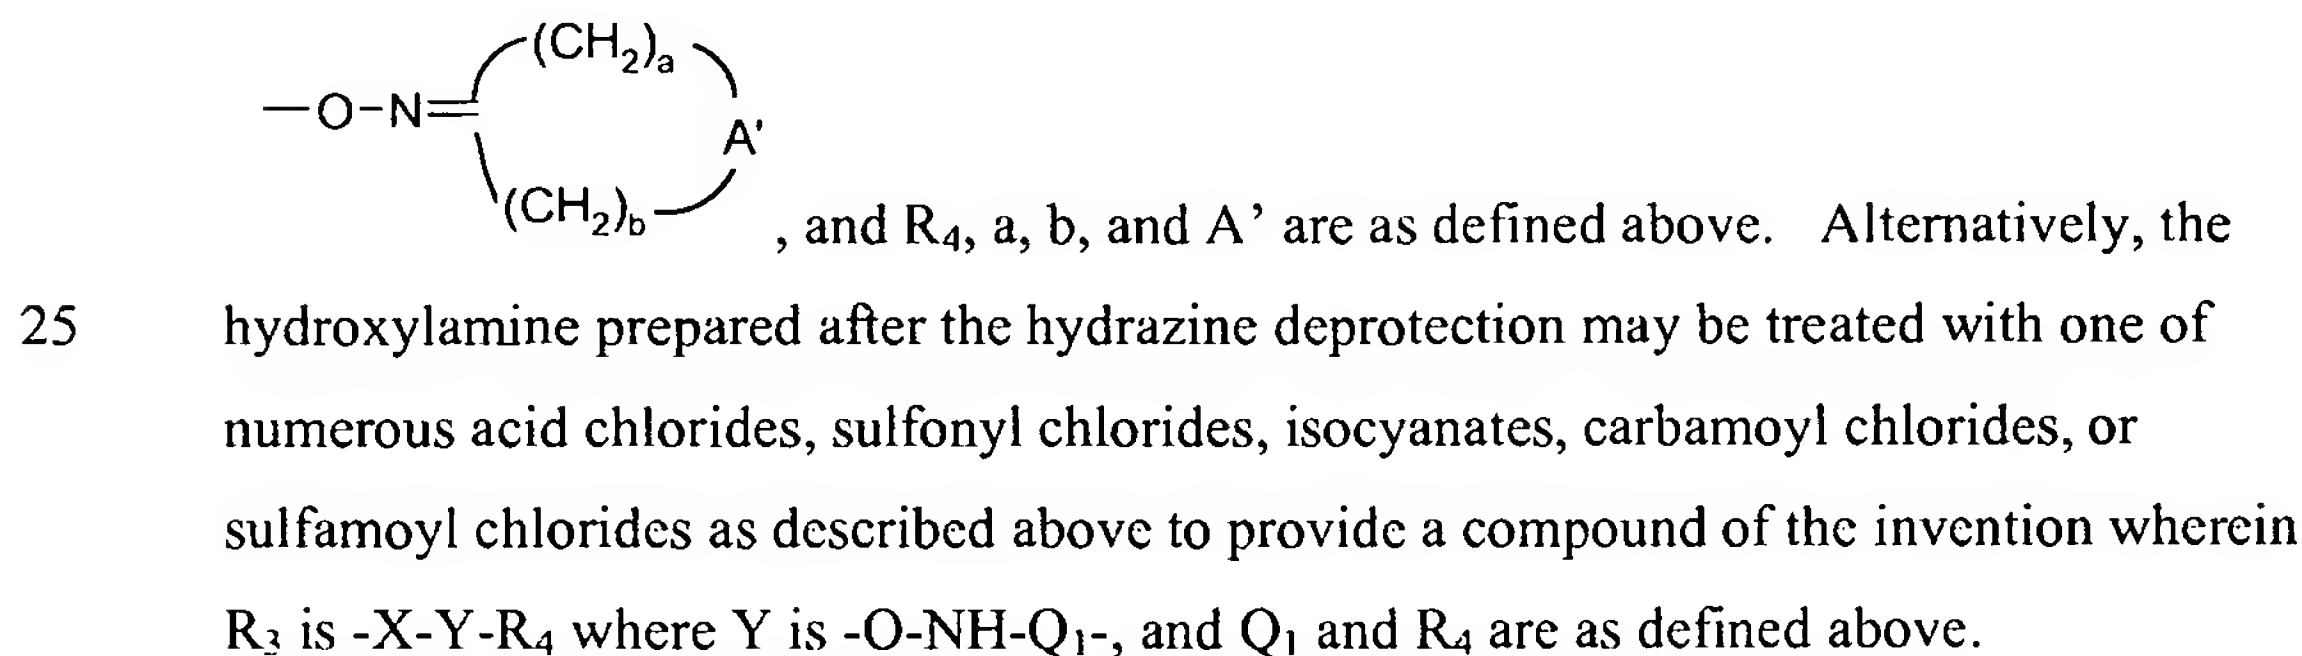 (CH2)a
—O-N=
A'
(CH2)b
, and R4, a, b, and A’ are as defined above. Alternatively, the
25 hydroxylamine prepared after the hydrazine deprotection may be treated with one of
numerous acid chlorides, sulfonyl chlorides, isocyanates, carbamoyl chlorides, or
sulfamoyl chlorides as described above to provide a compound of the invention wherein
R3 is -X-Y-R4 where Y is -O-NH-Q1-, and Q1 and R4 are as defined above.